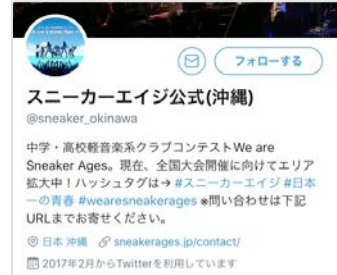 フォローする
スニーカーエイジ公式(沖縄)
@sneaker_okinawa
中学・高校軽音楽系クラブコンテストWe are
Sneaker Ages。現在、全国大会開催に向けてエリア
拡大中！ハッシュタグは→ #スニーカーエイジ #日本
一の青春 #wearesneakerages ※問い合わせは下記
URLまでお寄せください。
日本 沖縄 sneakerages.jp/contact/
2017年2月からTwitterを利用しています